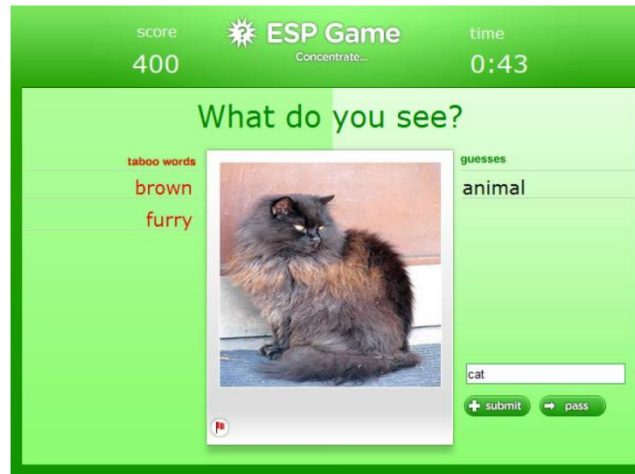 score
ESP Game
time
400
Concentrate...
0:43
What do you see?
taboo words
guesses
brown
animal
furry
cat
submit
pass